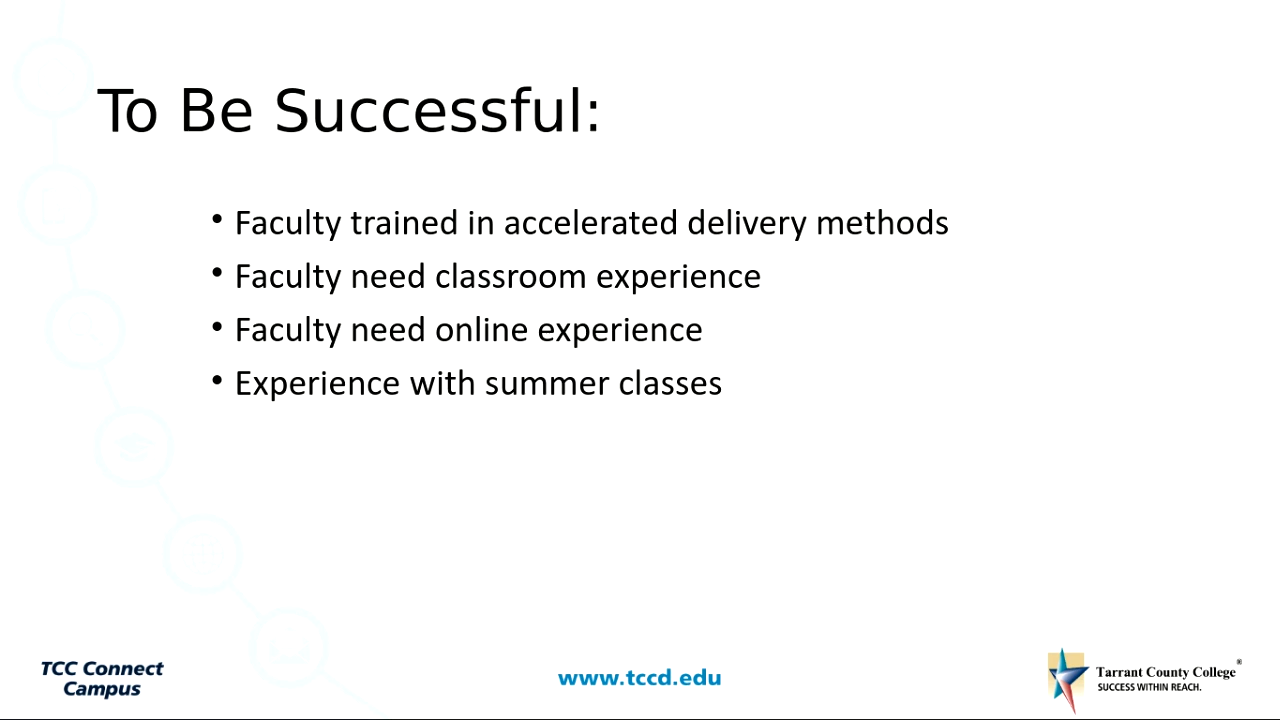 To Be Successful:
• Faculty trained in accelerated delivery methods
• Faculty need classroom experience
• Faculty need online experience
• Experience with summer classes
TCC Connect
Campus
www.tccd.edu
Tarrant County College®
SUCCESS WITHIN REACH.